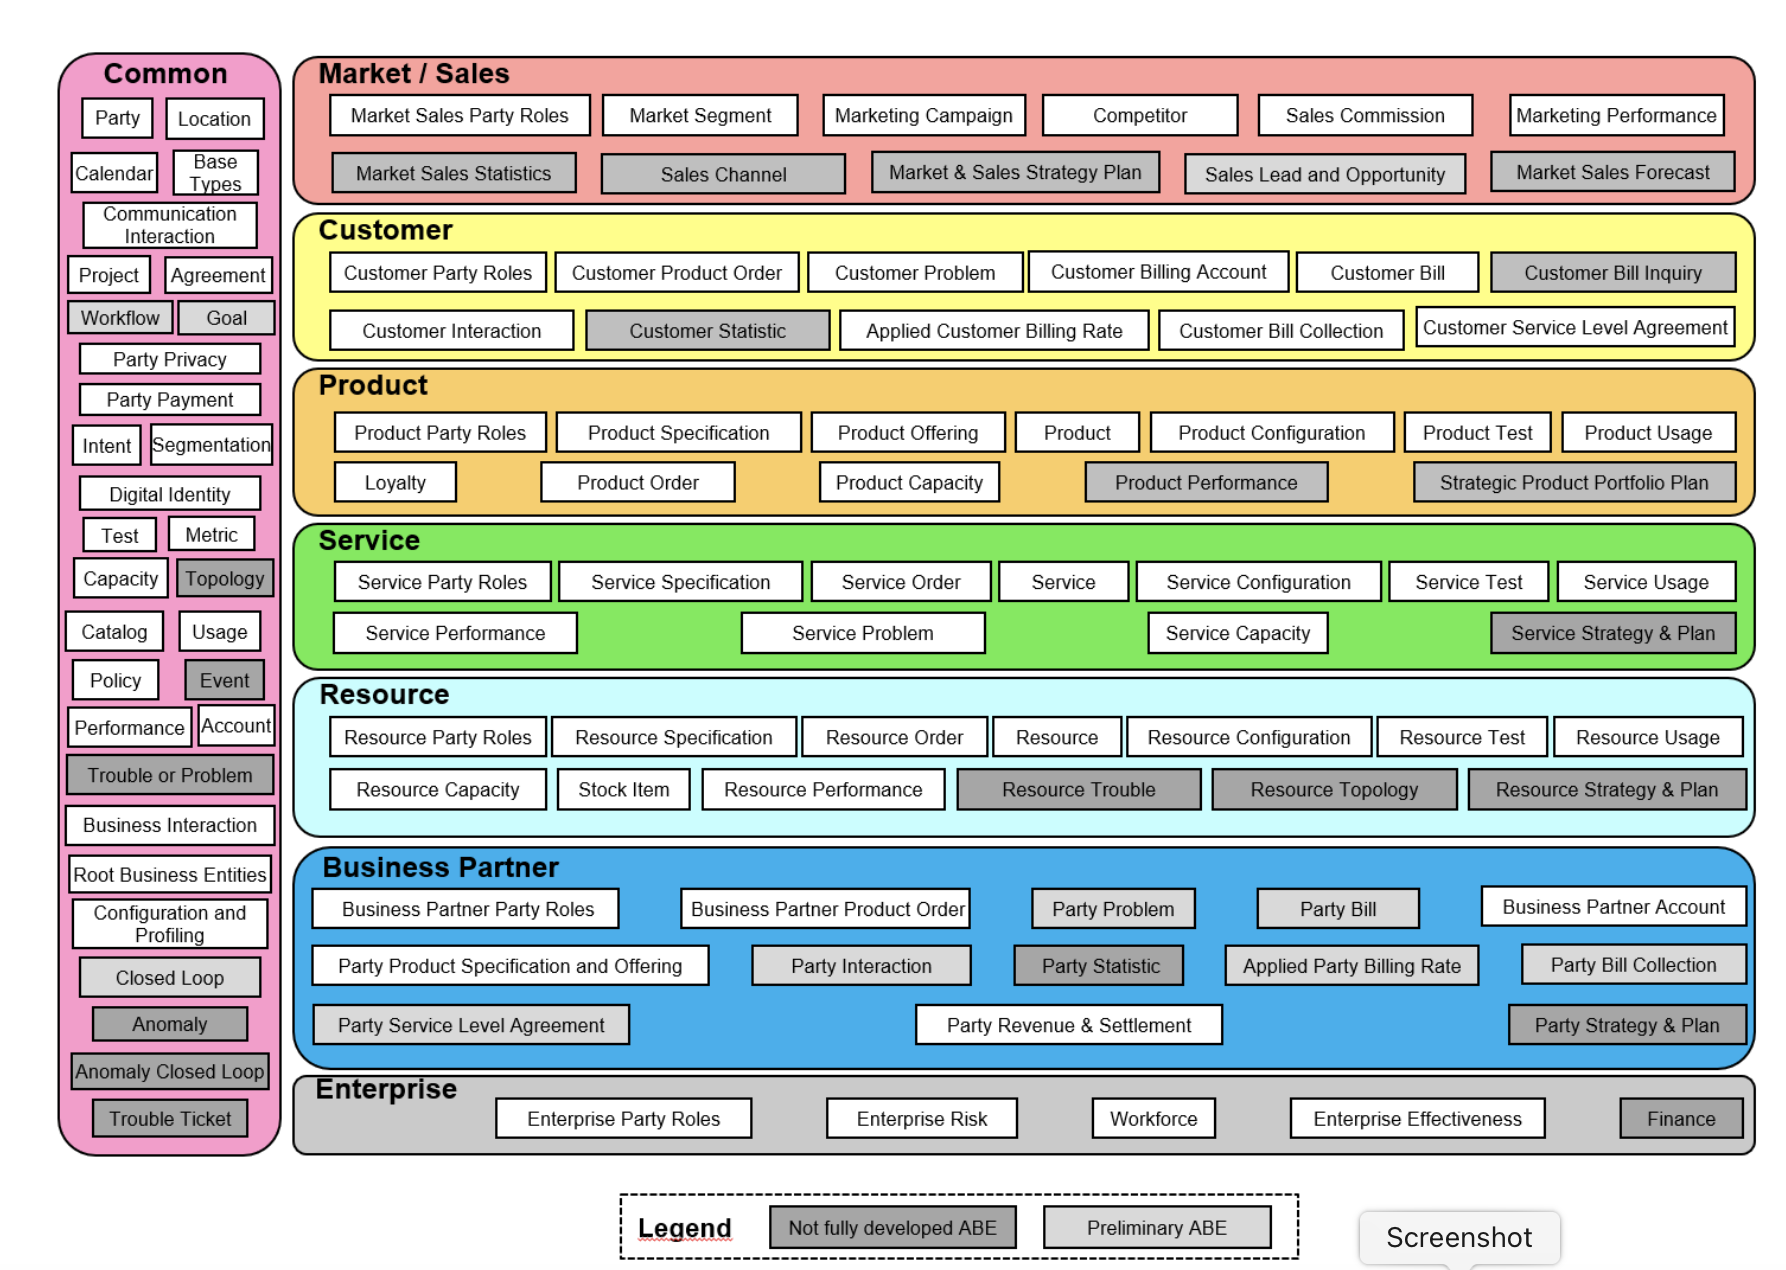 Common
Party
Location
Calendar
Base
Types
Communication
Interaction
Project
Agreement
Workflow
Goal
Party Privacy
Party Payment
Intent
Segmentation
Digital Identity
Test
Metric
Capacity
Topology
Catalog
Usage
Policy
Event
Performance
Account
Trouble or Problem
Business Interaction
Root Business Entities
Configuration and
Profiling
Closed Loop
Anomaly
Anomaly Closed Loop
Trouble Ticket
Market / Sales
Market Sales Party Roles
Market Segment
Marketing Campaign
Competitor
Sales Commission
Marketing Performance
Market Sales Statistics
Sales Channel
Market & Sales Strategy Plan
Sales Lead and Opportunity
Market Sales Forecast
Customer
Customer Party Roles
Customer Product Order
Customer Problem
Customer Billing Account
Customer Bill
Customer Bill Inquiry
Customer Interaction
Customer Statistic
Applied Customer Billing Rate
Customer Bill Collection
Customer Service Level Agreement
Product
Product Party Roles
Product Specification
Product Offering
Product
Product Configuration
Product Test
Product Usage
Loyalty
Product Order
Product Capacity
Product Performance
Strategic Product Portfolio Plan
Service
Service Party Roles
Service Specification
Service Order
Service
Service Configuration
Service Test
Service Usage
Service Performance
Service Problem
Service Capacity
Service Strategy & Plan
Resource
Resource Party Roles
Resource Specification
Resource Order
Resource
Resource Configuration
Resource Test
Resource Usage
Resource Capacity
Stock Item
Resource Performance
Resource Trouble
Resource Topology
Resource Strategy & Plan
Business Partner
Business Partner Party Roles
Business Partner Product Order
Party Problem
Party Bill
Business Partner Account
Party Product Specification and Offering
Party Interaction
Party Statistic
Applied Party Billing Rate
Party Bill Collection
Party Service Level Agreement
Party Revenue & Settlement
Party Strategy & Plan
Enterprise
Enterprise Party Roles
Enterprise Risk
Workforce
Enterprise Effectiveness
Finance
Legend
Not fully developed ABE
Preliminary ABE
Screenshot